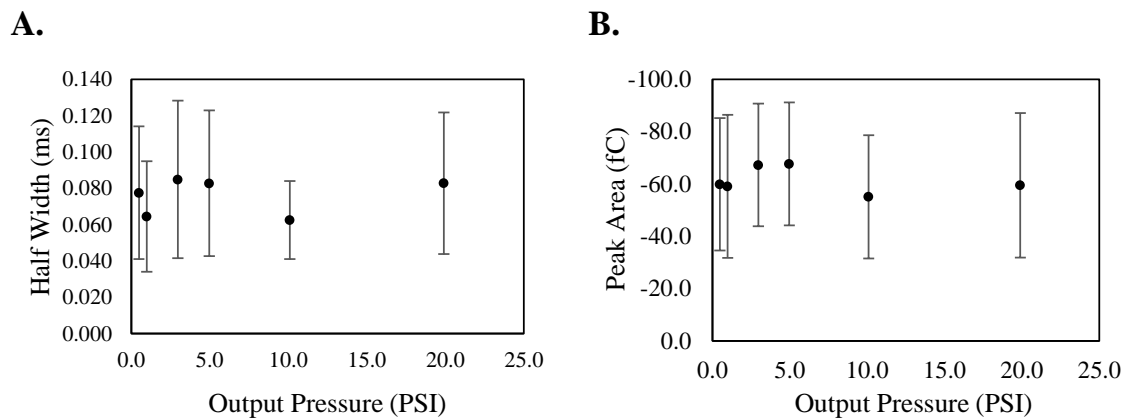 A.
0.140
0.120
0.100
0.080
0.060
0.040
0.020
0.000
Half Width (ms)
0.0 5.0 10.0 15.0 20.0 25.0
Output Pressure (PSI)
B.
-100.0
-80.0
-60.0
-40.0
-20.0
0.0
Peak Area (fC)
0.0 5.0 10.0 15.0 20.0 25.0
Output Pressure (PSI)